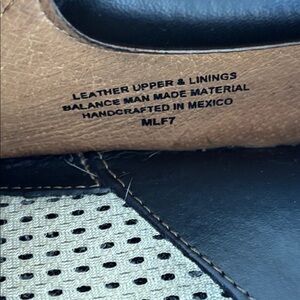 LEATHER UPPER & LININGS
BALANCE MAN MADE MATERIAL
HANDCRAFTED IN MEXICO
MLF7